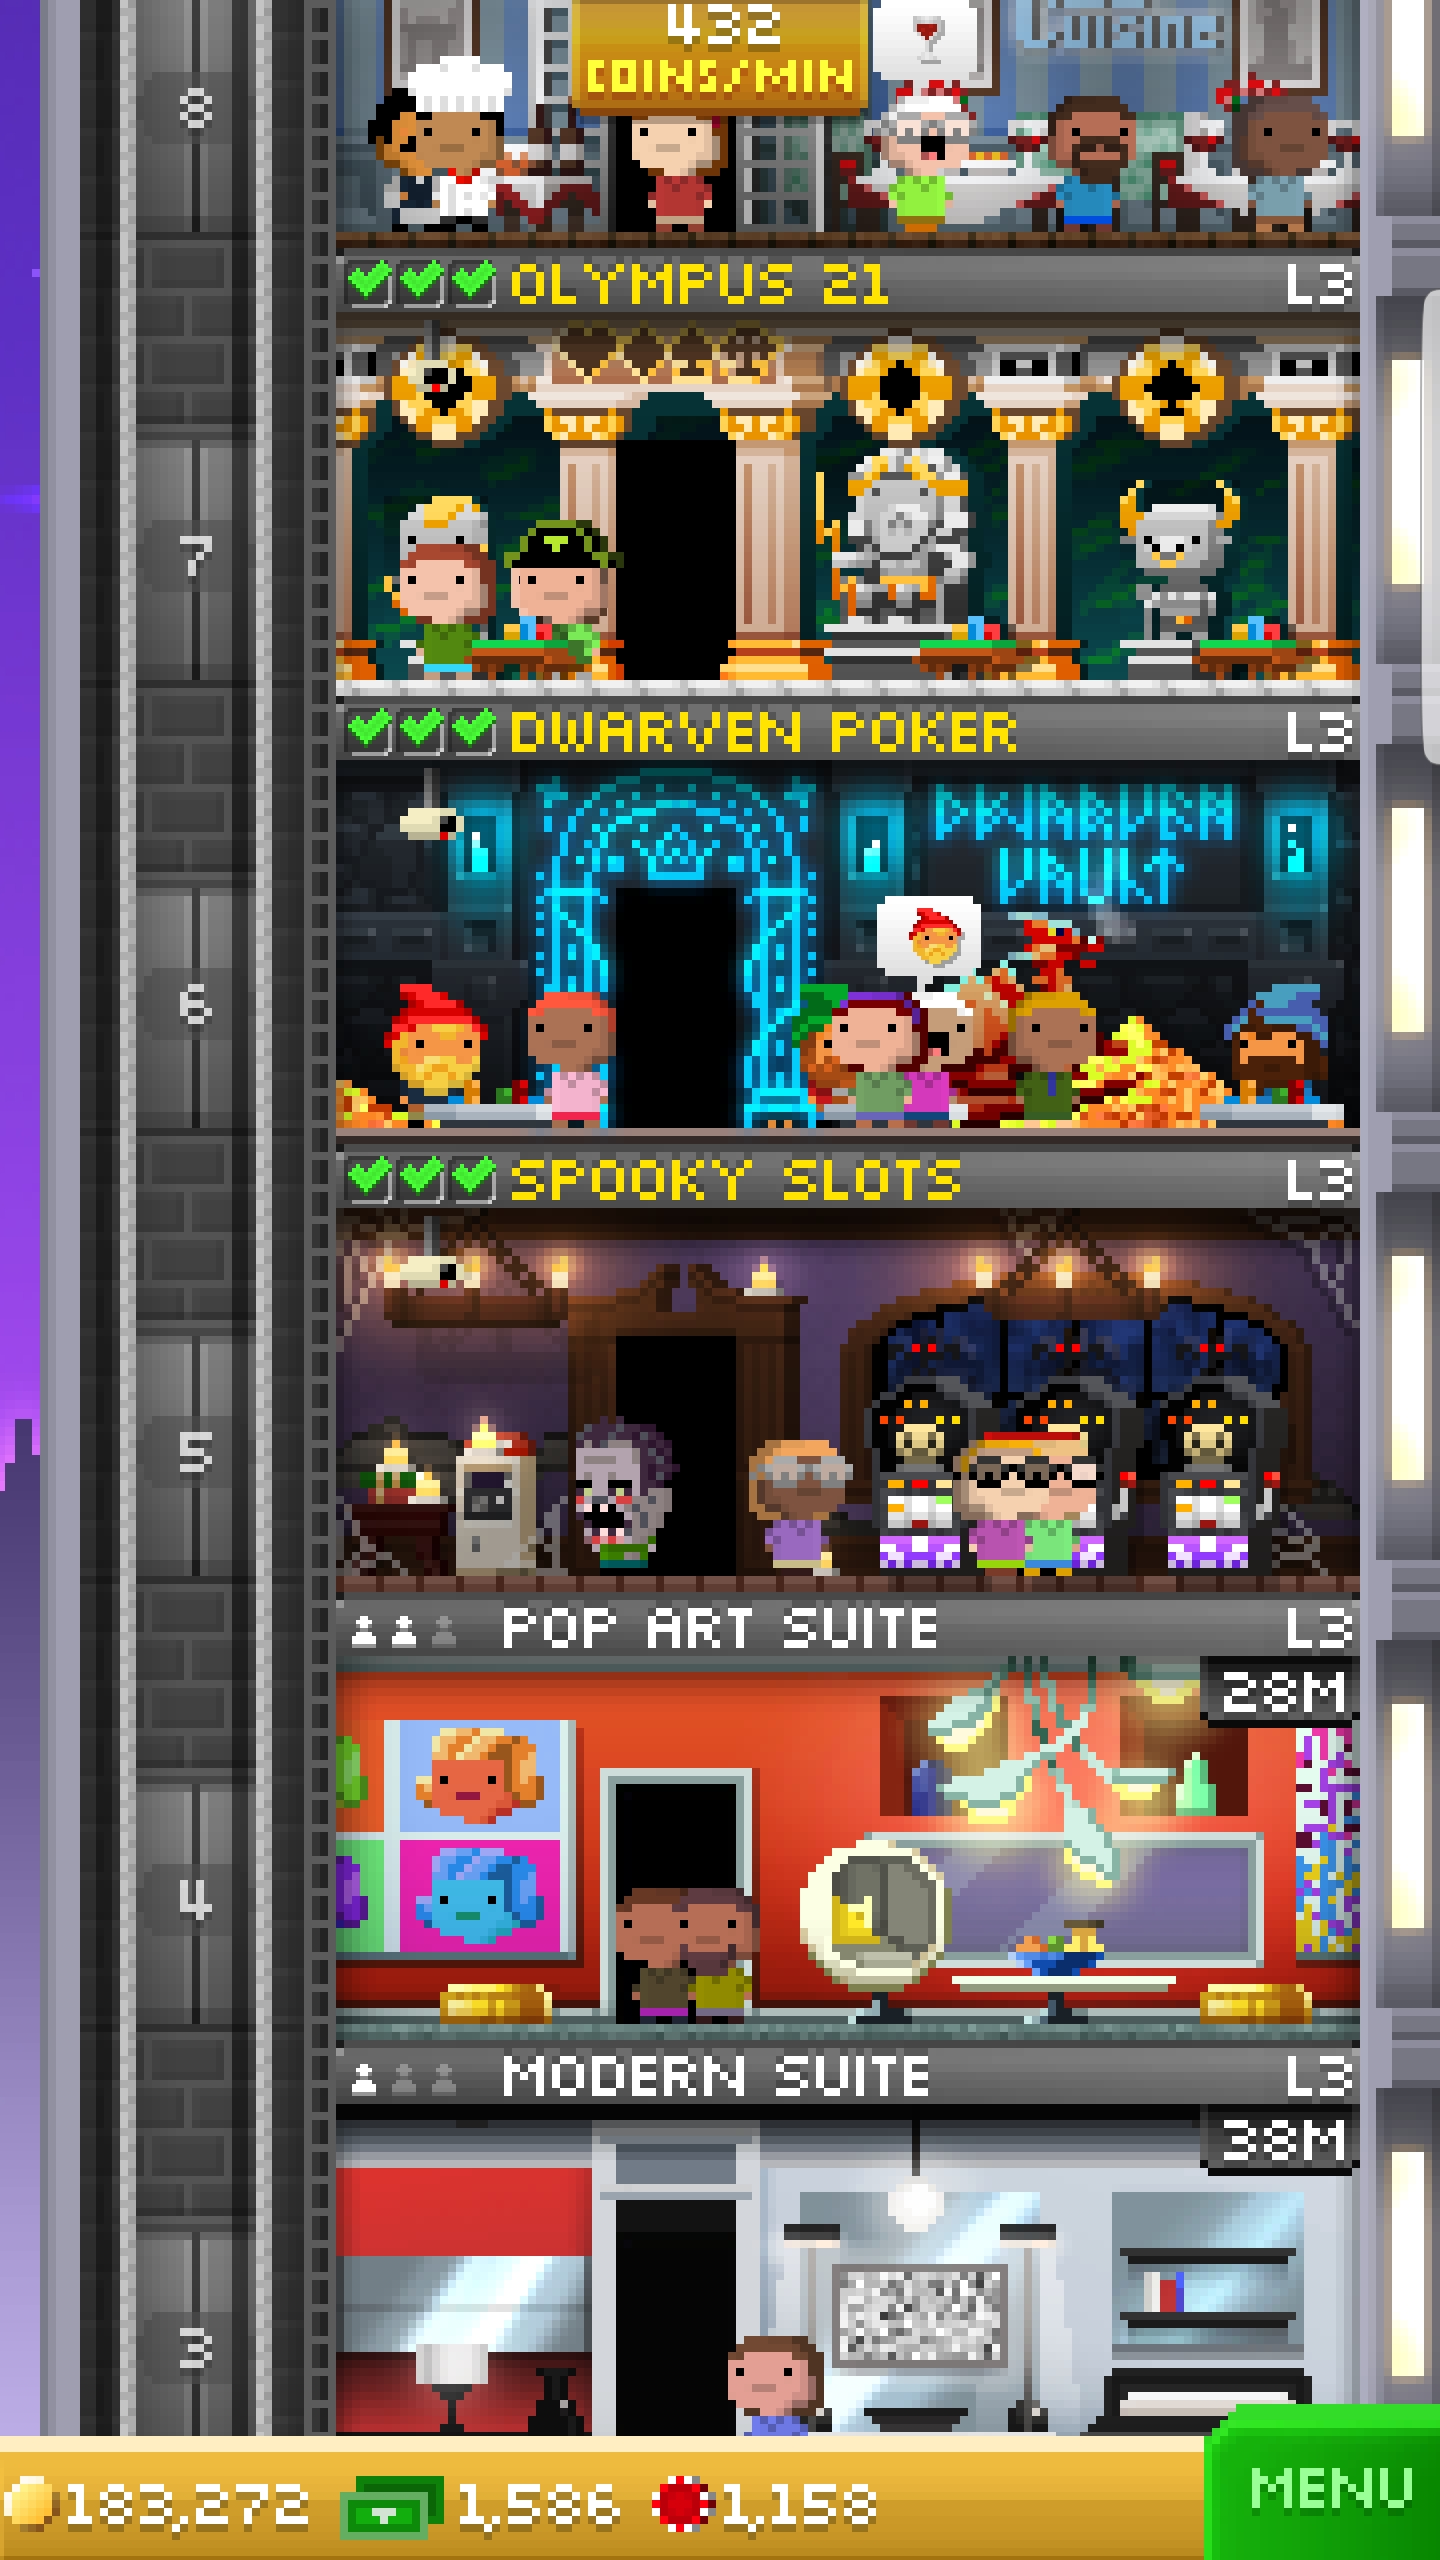 432
COINS/MIN
Cuisine
8
OLYMPUS 21 L3
7
DWARVEN POKER L3
DWARVEN
VAULT
6
SPOOKY SLOTS L3
5
POP ART SUITE L3
28M
4
MODERN SUITE L3
38M
3
183,272 1,586 1,158
MENU